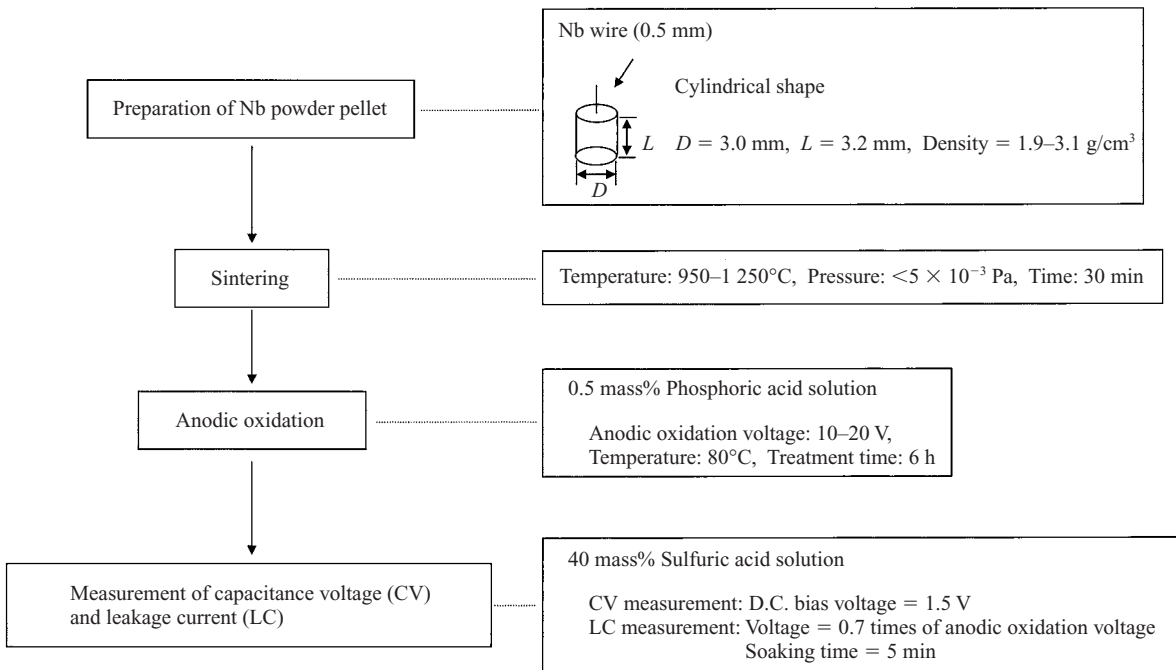 Nb wire (0.5 mm)
Preparation of Nb powder pellet
Cylindrical shape
L D = 3.0 mm, L = 3.2 mm, Density = 1.9–3.1 g/cm³
D
Sintering
Temperature: 950–1 250°C, Pressure: <5 × 10⁻³ Pa, Time: 30 min
Anodic oxidation
0.5 mass% Phosphoric acid solution
Anodic oxidation voltage: 10–20 V,
Temperature: 80°C, Treatment time: 6 h
Measurement of capacitance voltage (CV)
and leakage current (LC)
40 mass% Sulfuric acid solution
CV measurement: D.C. bias voltage = 1.5 V
LC measurement: Voltage = 0.7 times of anodic oxidation voltage
Soaking time = 5 min